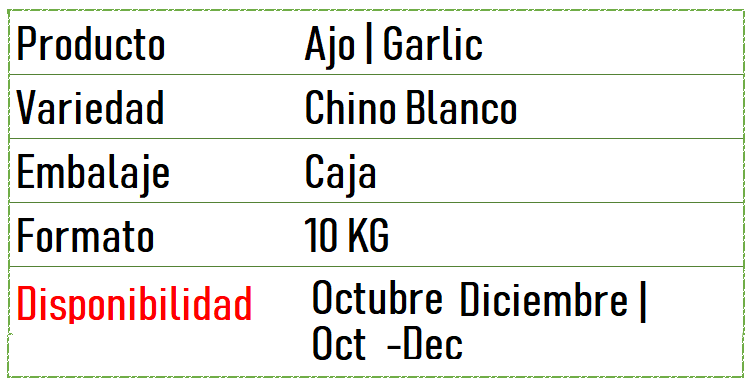 Producto Ajo | Garlic
Variedad Chino Blanco
Embalaje Caja
Formato 10 KG
Disponibilidad Octubre Diciembre |
Oct -Dec